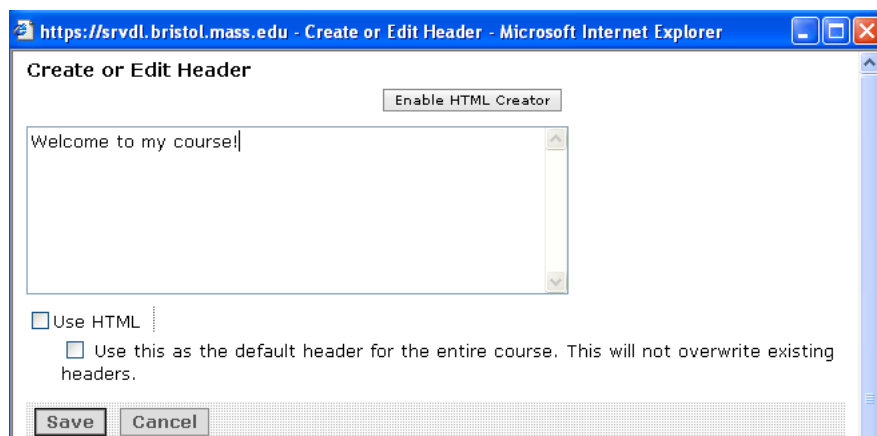 https://srvdl.bristol.mass.edu - Create or Edit Header - Microsoft Internet Explorer
Create or Edit Header
Enable HTML Creator
Welcome to my course!
Use HTML
Use this as the default header for the entire course. This will not overwrite existing
headers.
Save Cancel